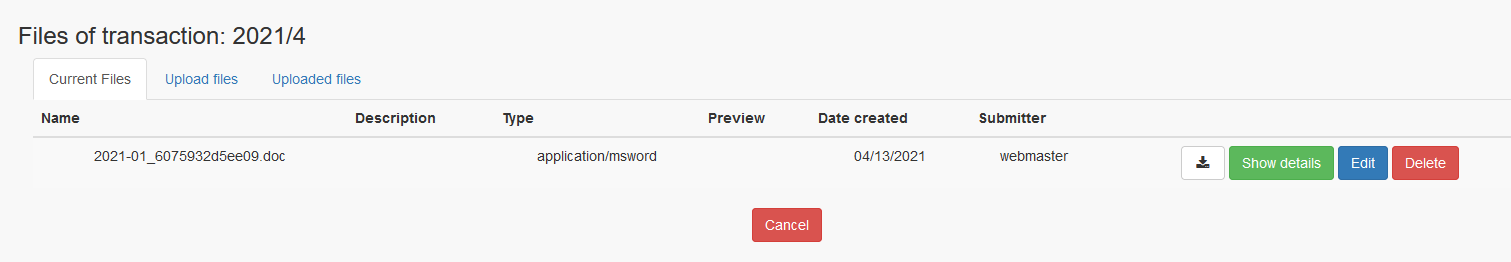 Files of transaction: 2021/4
Current Files Upload files Uploaded files
Name Description Type Preview Date created Submitter
2021-01_6075932d5ee09.doc application/msword 04/13/2021 webmaster Show details Edit Delete
Cancel